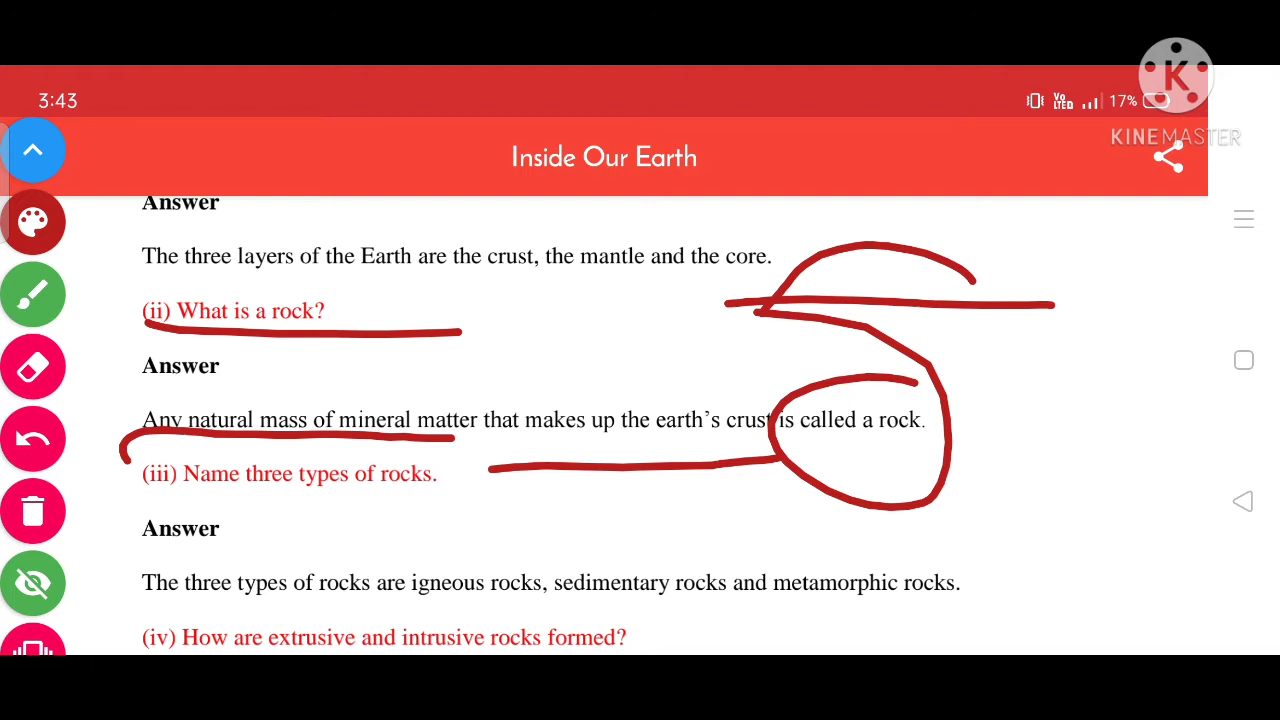 3:43
Vo LTED 17%
K
KINEMASTER
Inside Our Earth
Answer
The three layers of the Earth are the crust, the mantle and the core.
(ii) What is a rock?
Answer
Any natural mass of mineral matter that makes up the earth’s crust is called a rock.
(iii) Name three types of rocks.
Answer
The three types of rocks are igneous rocks, sedimentary rocks and metamorphic rocks.
(iv) How are extrusive and intrusive rocks formed?